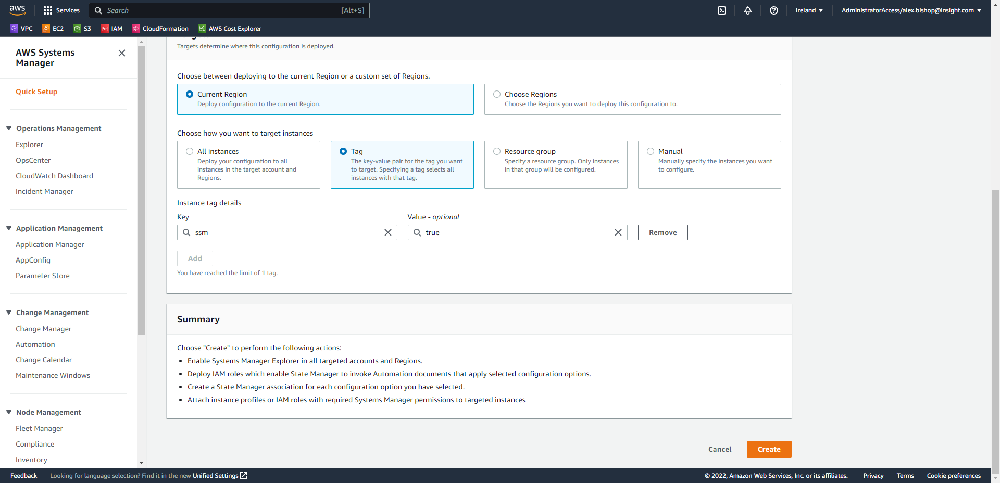 aws
Services
Search
[Alt+S]
Ireland ▼
AdministratorAccess/alex.bishop@insight.com ▼
VPC
EC2
S3
IAM
CloudFormation
AWS Cost Explorer
AWS Systems
Manager
Quick Setup
Operations Management
Explorer
OpsCenter
CloudWatch Dashboard
Incident Manager
Application Management
Application Manager
AppConfig
Parameter Store
Change Management
Change Manager
Automation
Change Calendar
Maintenance Windows
Node Management
Fleet Manager
Compliance
Inventory
Targets
Targets determine where this configuration is deployed.
Choose between deploying to the current Region or a custom set of Regions.
Current Region
Deploy configuration to the current Region.
Choose Regions
Choose the Regions you want to deploy this configuration to.
Choose how you want to target instances
All instances
Deploy your configuration to all
instances in the target account and
Regions.
Tag
The key-value pair for the tag you want
to target. Specifying a tag selects all
instances with that tag.
Resource group
Specify a resource group. Only instances
in that group will be configured.
Manual
Manually specify the instances you want
to configure.
Instance tag details
Key
Value - optional
ssm
true
Remove
Add
You have reached the limit of 1 tag.
Summary
Choose "Create" to perform the following actions:
• Enable Systems Manager Explorer in all targeted accounts and Regions.
• Deploy IAM roles which enable State Manager to invoke Automation documents that apply selected configuration options.
• Create a State Manager association for each configuration option you have selected.
• Attach instance profiles or IAM roles with required Systems Manager permissions to targeted instances
Cancel
Create
Feedback
Looking for language selection? Find it in the new Unified Settings
© 2022, Amazon Web Services, Inc. or its affiliates.
Privacy
Terms
Cookie preferences